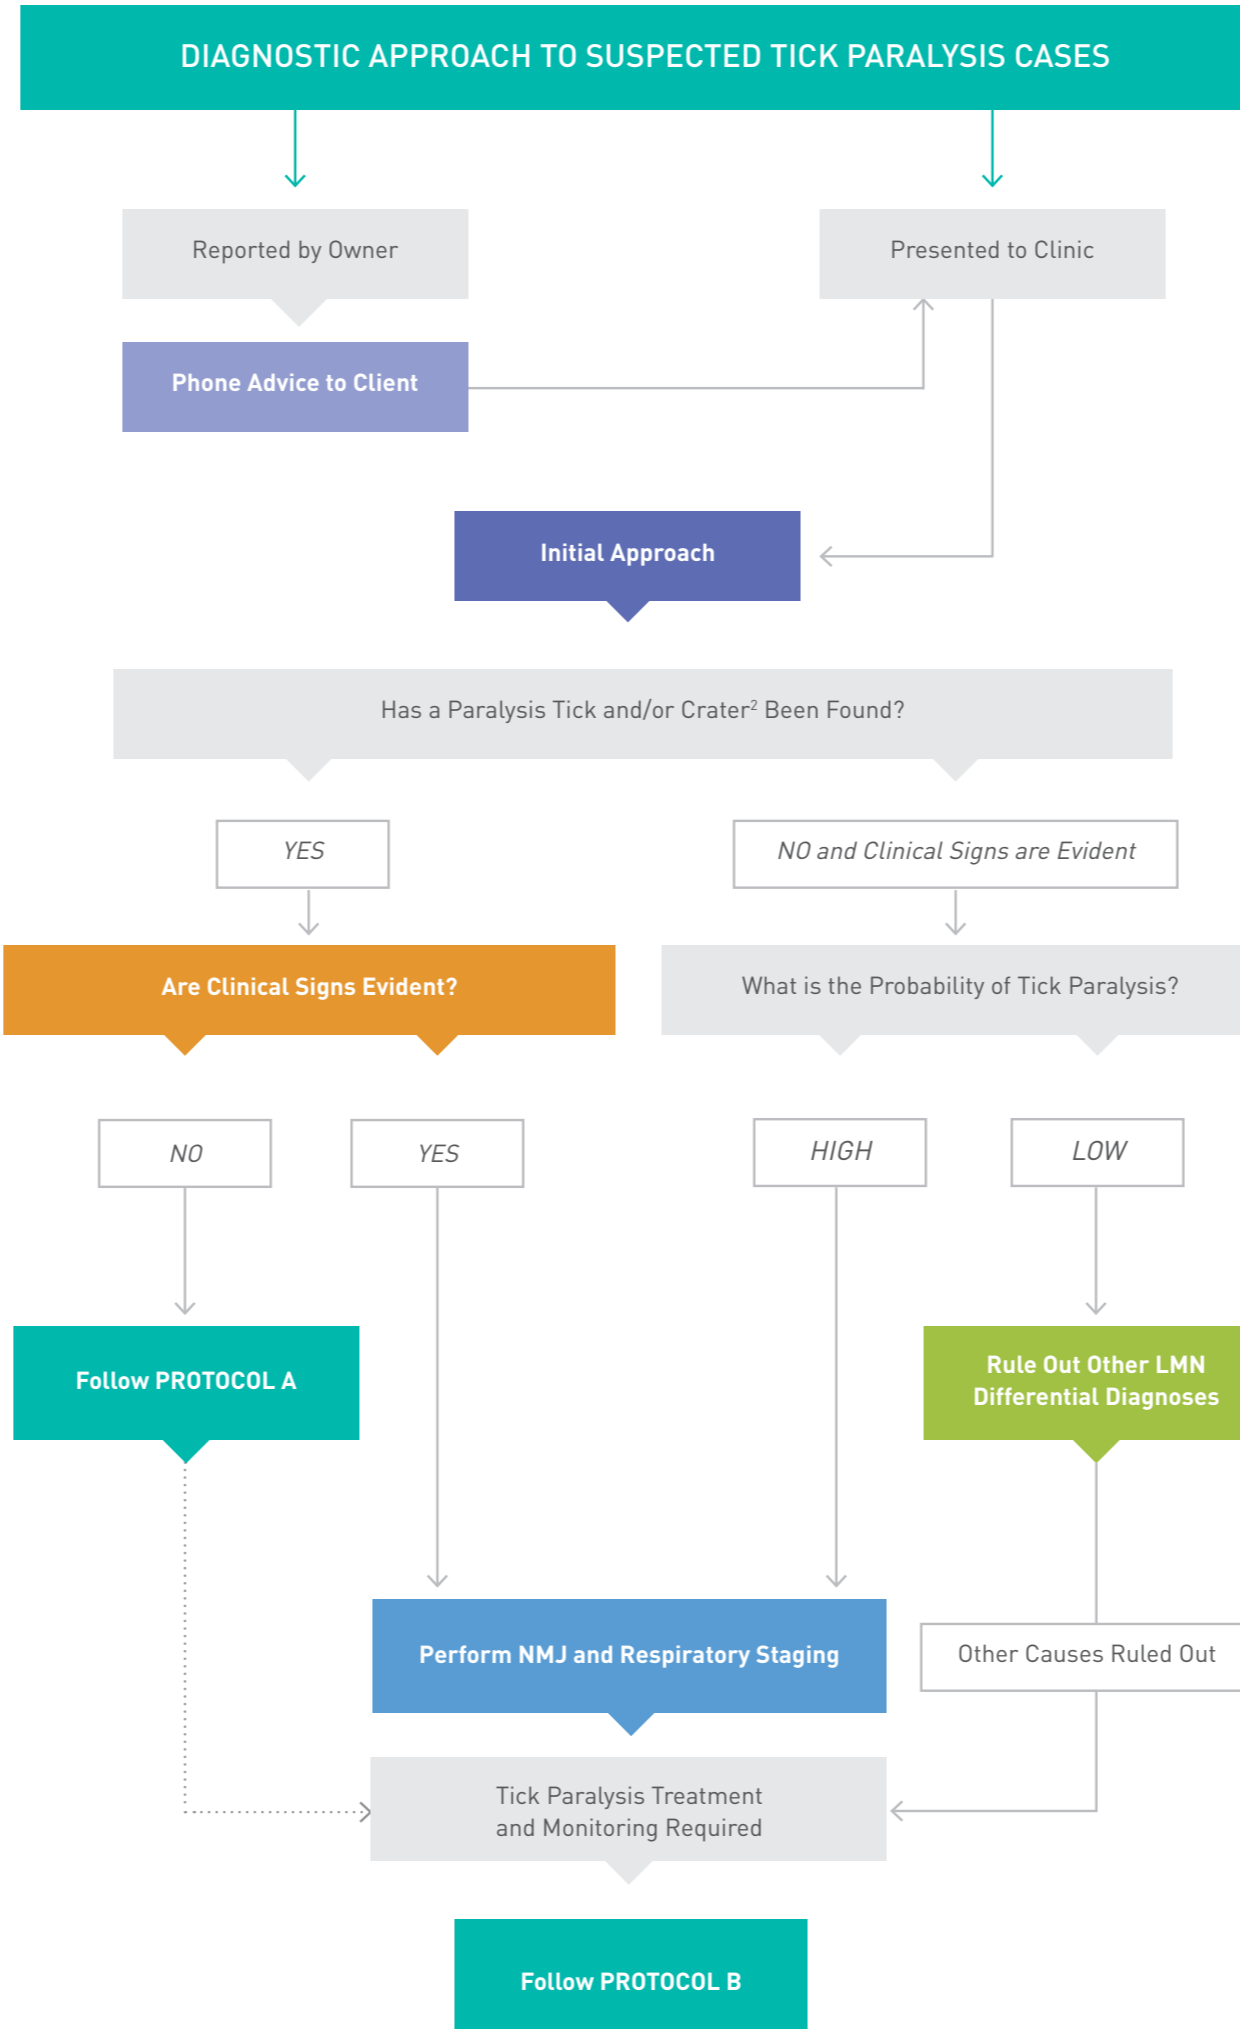 DIAGNOSTIC APPROACH TO SUSPECTED TICK PARALYSIS CASES
Reported by Owner
Presented to Clinic
Phone Advice to Client
Initial Approach
Has a Paralysis Tick and/or Crater² Been Found?
YES
NO and Clinical Signs are Evident
Are Clinical Signs Evident?
What is the Probability of Tick Paralysis?
NO
YES
HIGH
LOW
Follow PROTOCOL A
Rule Out Other LMN
Differential Diagnoses
Perform NMJ and Respiratory Staging
Other Causes Ruled Out
Tick Paralysis Treatment
and Monitoring Required
Follow PROTOCOL B